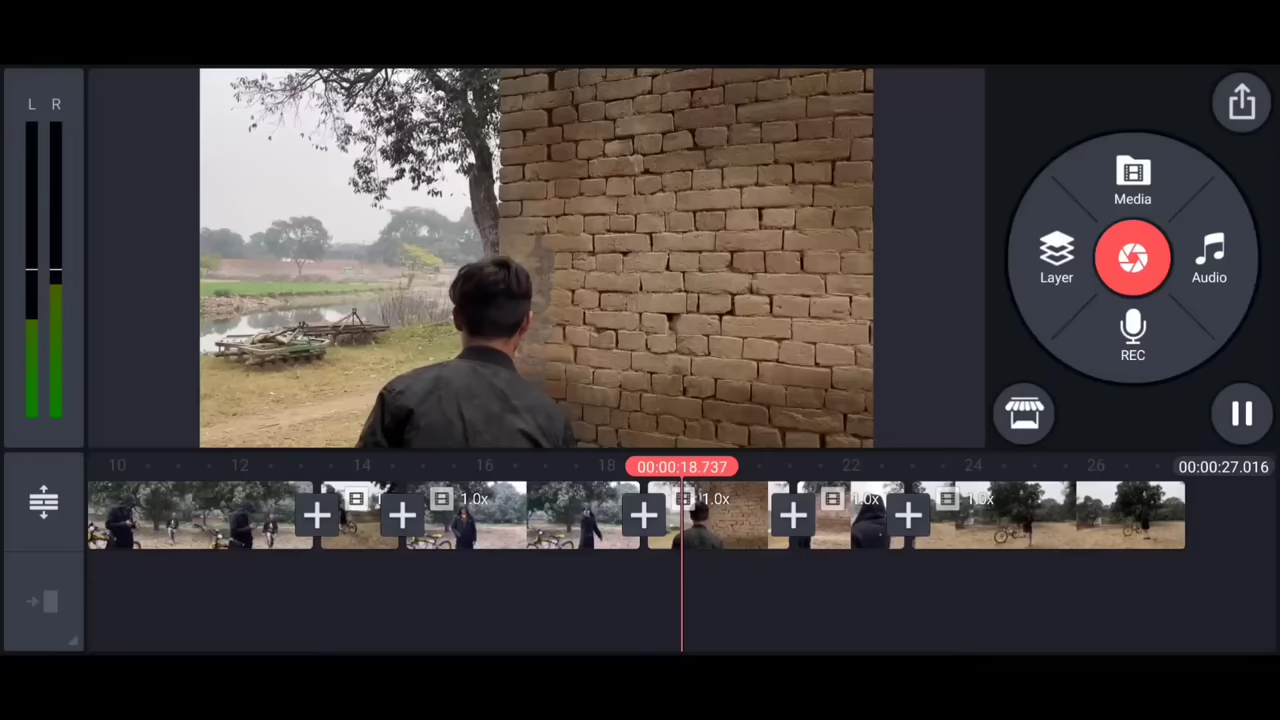 L R
Media
Layer
Audio
REC
10 12 14 16 18 00:00:18.737 22 24 26 00:00:27.016
1.0x 1.0x 1.0x 1.0x